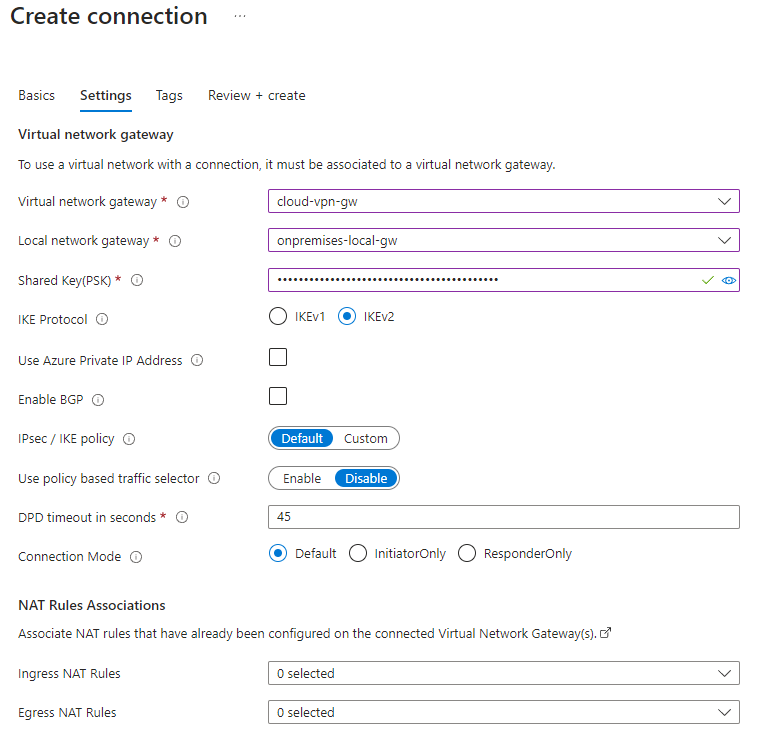 Create connection ...
Basics Settings Tags Review + create
Virtual network gateway
To use a virtual network with a connection, it must be associated to a virtual network gateway.
Virtual network gateway * cloud-vpn-gw
Local network gateway * onpremises-local-gw
Shared Key(PSK) * ••••••••••••••••••••••••••••••••••••••••••
IKE Protocol IKEv1 IKEv2
Use Azure Private IP Address
Enable BGP
IPsec / IKE policy Default Custom
Use policy based traffic selector Enable Disable
DPD timeout in seconds * 45
Connection Mode Default InitiatorOnly ResponderOnly
NAT Rules Associations
Associate NAT rules that have already been configured on the connected Virtual Network Gateway(s).
Ingress NAT Rules 0 selected
Egress NAT Rules 0 selected